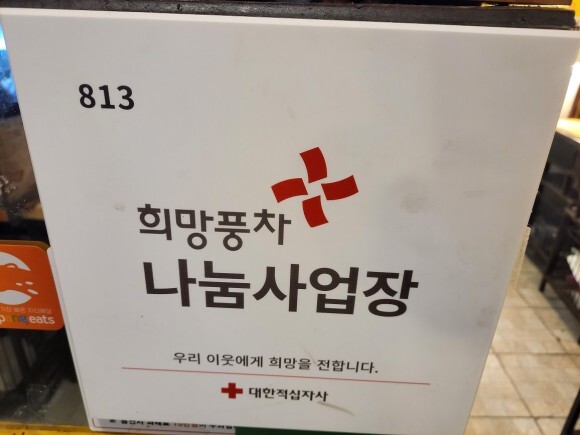 813
희망풍차
나눔사업장
우리 이웃에게 희망을 전합니다.
대한적십자사
eats